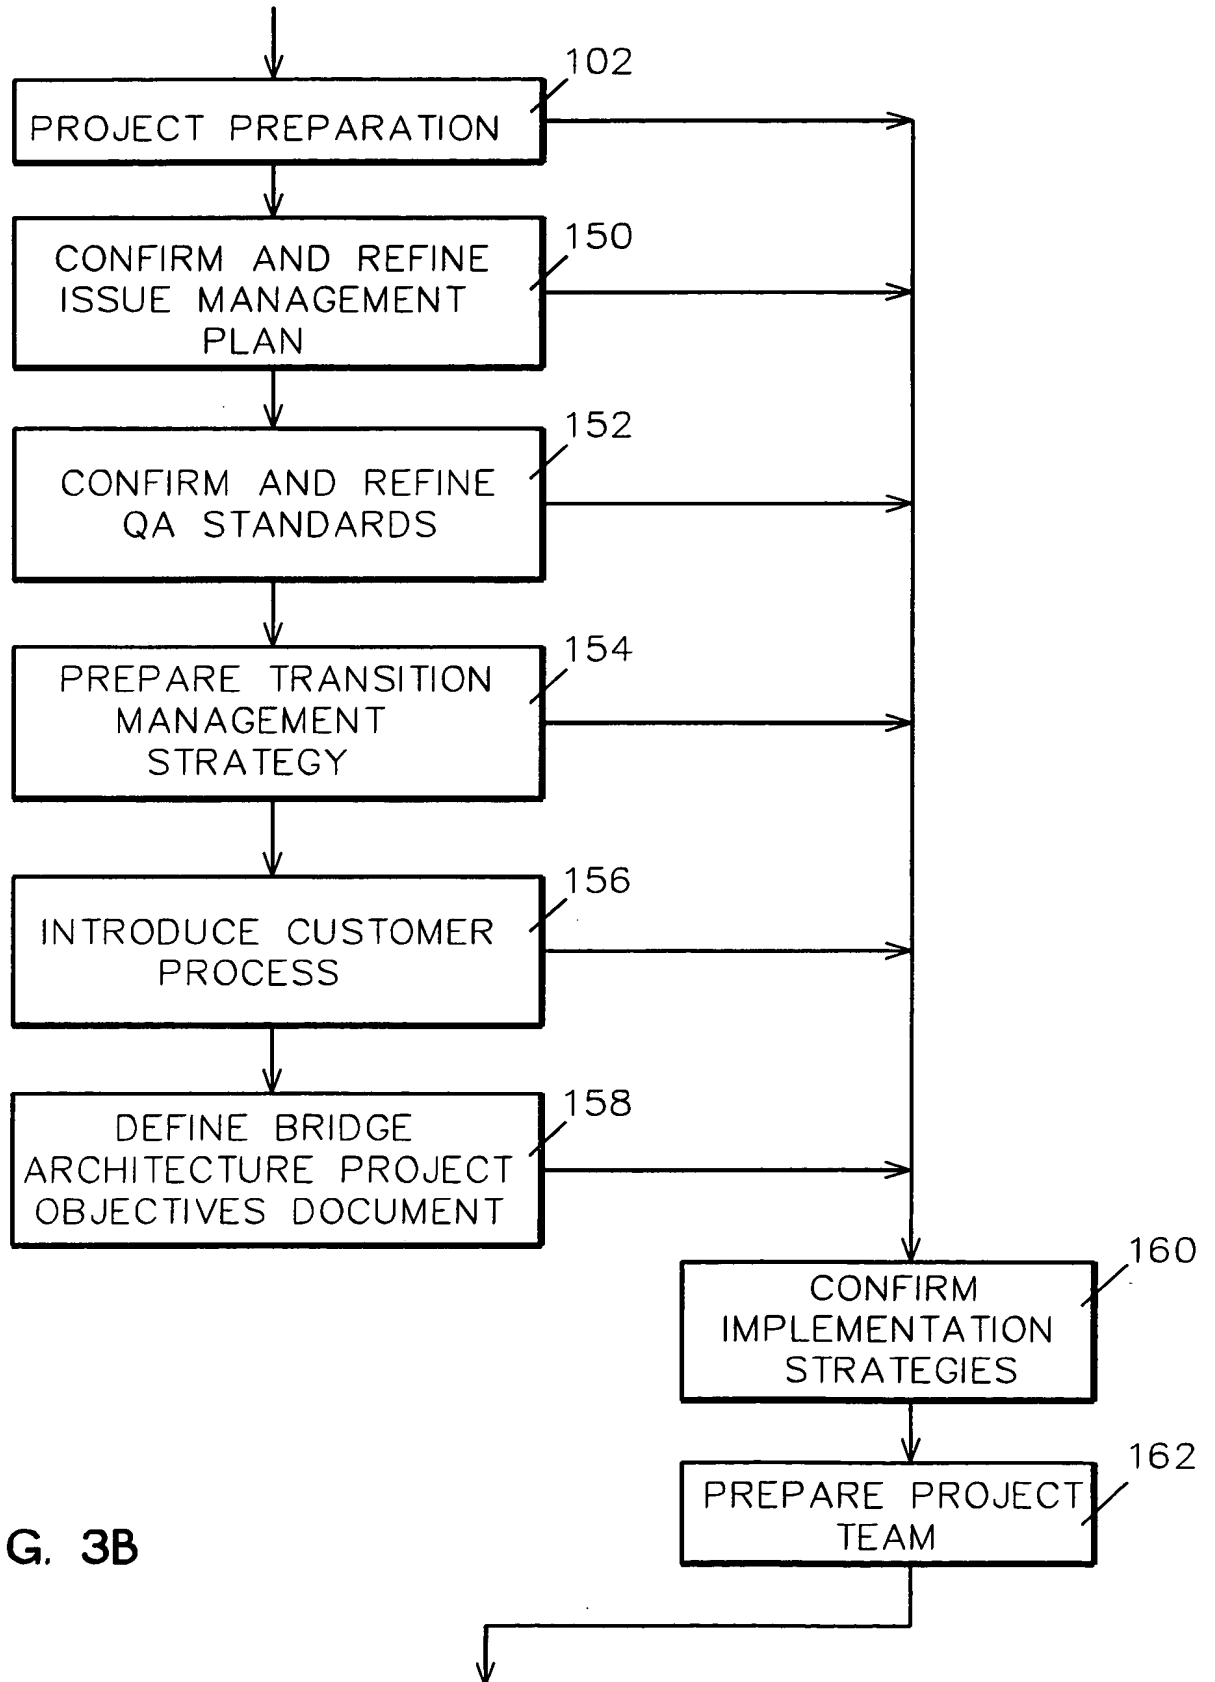 102
PROJECT PREPARATION
150
CONFIRM AND REFINE
ISSUE MANAGEMENT
PLAN
152
CONFIRM AND REFINE
QA STANDARDS
154
PREPARE TRANSITION
MANAGEMENT
STRATEGY
156
INTRODUCE CUSTOMER
PROCESS
158
DEFINE BRIDGE
ARCHITECTURE PROJECT
OBJECTIVES DOCUMENT
160
CONFIRM
IMPLEMENTATION
STRATEGIES
162
PREPARE PROJECT
TEAM
G. 3B